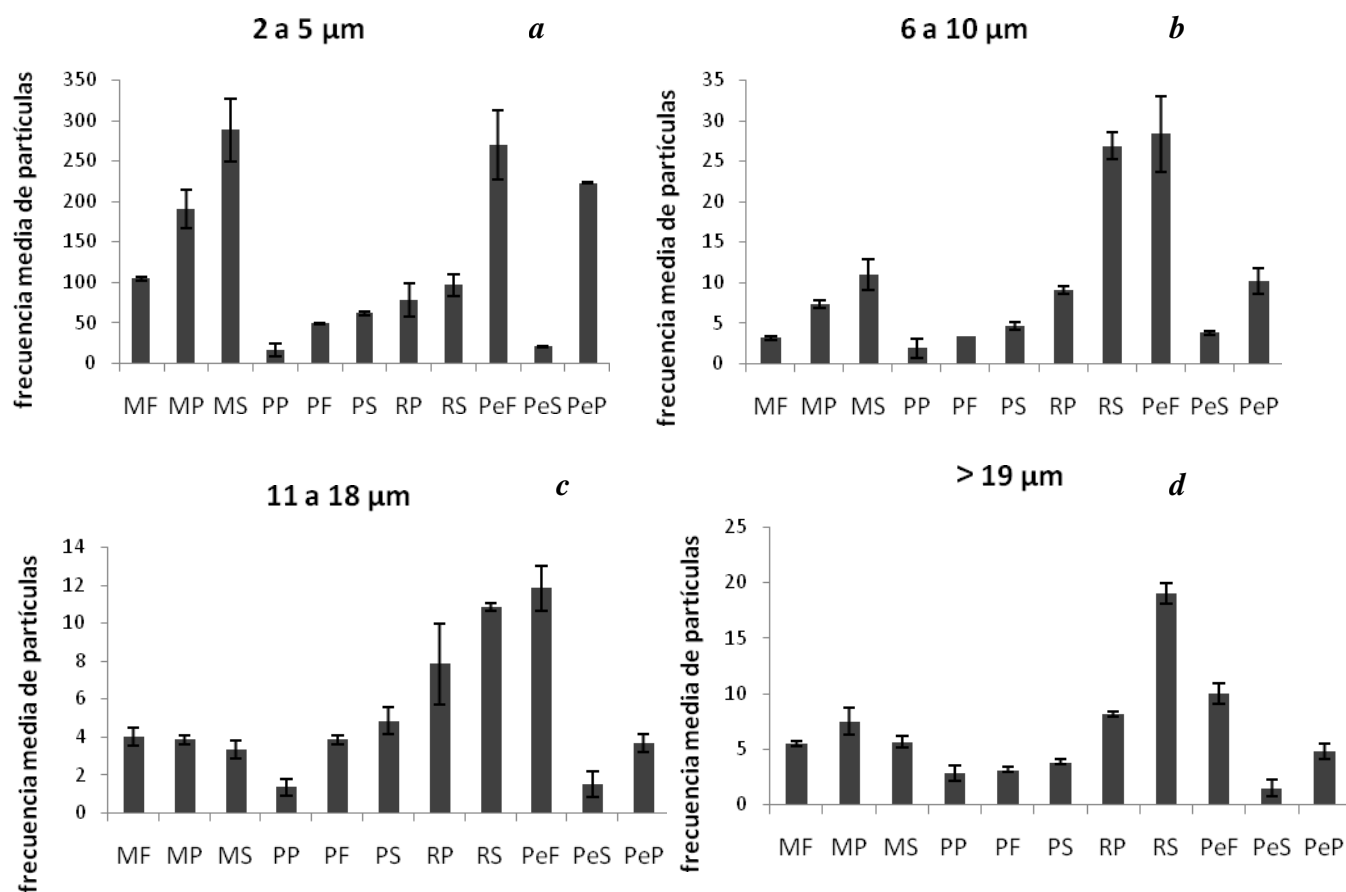 2 a 5 µm a
frecuencia media de partículas
350
300
250
200
150
100
50
0
MF MP MS PP PF PS RP RS PeF PeS PeP
6 a 10 µm b
frecuencia media de partículas
35
30
25
20
15
10
5
0
MF MP MS PP PF PS RP RS PeF PeS PeP
11 a 18 µm c
frecuencia media de partículas
14
12
10
8
6
4
2
0
MF MP MS PP PF PS RP RS PeF PeS PeP
> 19 µm d
frecuencia media de partículas
25
20
15
10
5
0
MF MP MS PP PF PS RP RS PeF PeS PeP